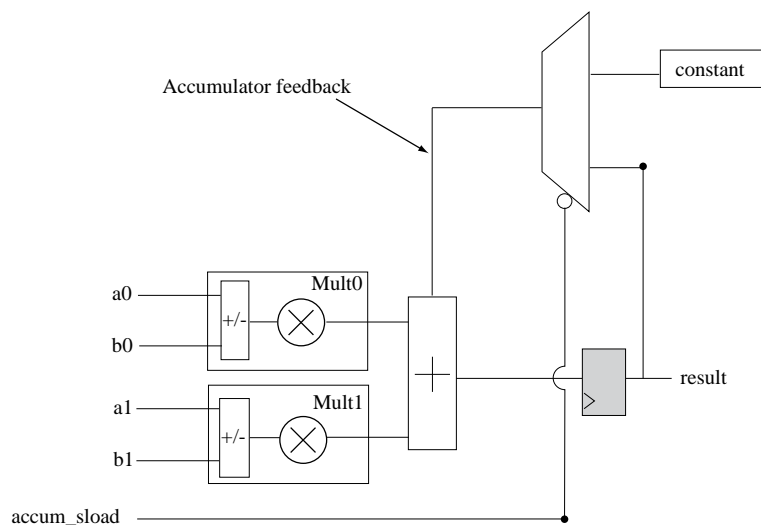 constant
Accumulator feedback
Mult0
a0
+/-
b0
result
Mult1
a1
+/-
b1
accum_sload